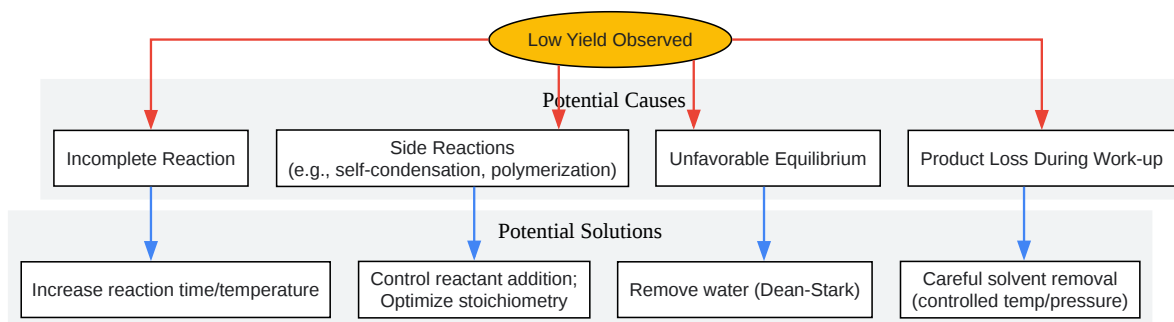 Low Yield Observed
Potential Causes
Incomplete Reaction
Side Reactions
(e.g., self-condensation, polymerization)
Unfavorable Equilibrium
Product Loss During Work-up
Potential Solutions
Increase reaction time/temperature
Control reactant addition;
Optimize stoichiometry
Remove water (Dean-Stark)
Careful solvent removal
(controlled temp/pressure)